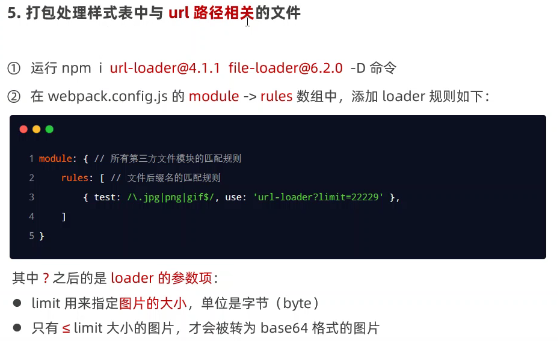 5. 打包处理样式表中与 url 路径相关的文件
① 运行 npm i url-loader@4.1.1 file-loader@6.2.0 -D 命令
② 在 webpack.config.js 的 module -> rules 数组中，添加 loader 规则如下：
1 module: { // 所有第三方文件模块的匹配规则
2 rules: [ // 文件后缀名的匹配规则
3 { test: /\.jpg|png|gif$/, use: 'url-loader?limit=22229' },
4 ]
5 }
其中 ? 之后的是 loader 的参数项：
● limit 用来指定图片的大小，单位是字节（byte）
● 只有 ≤ limit 大小的图片，才会被转为 base64 格式的图片